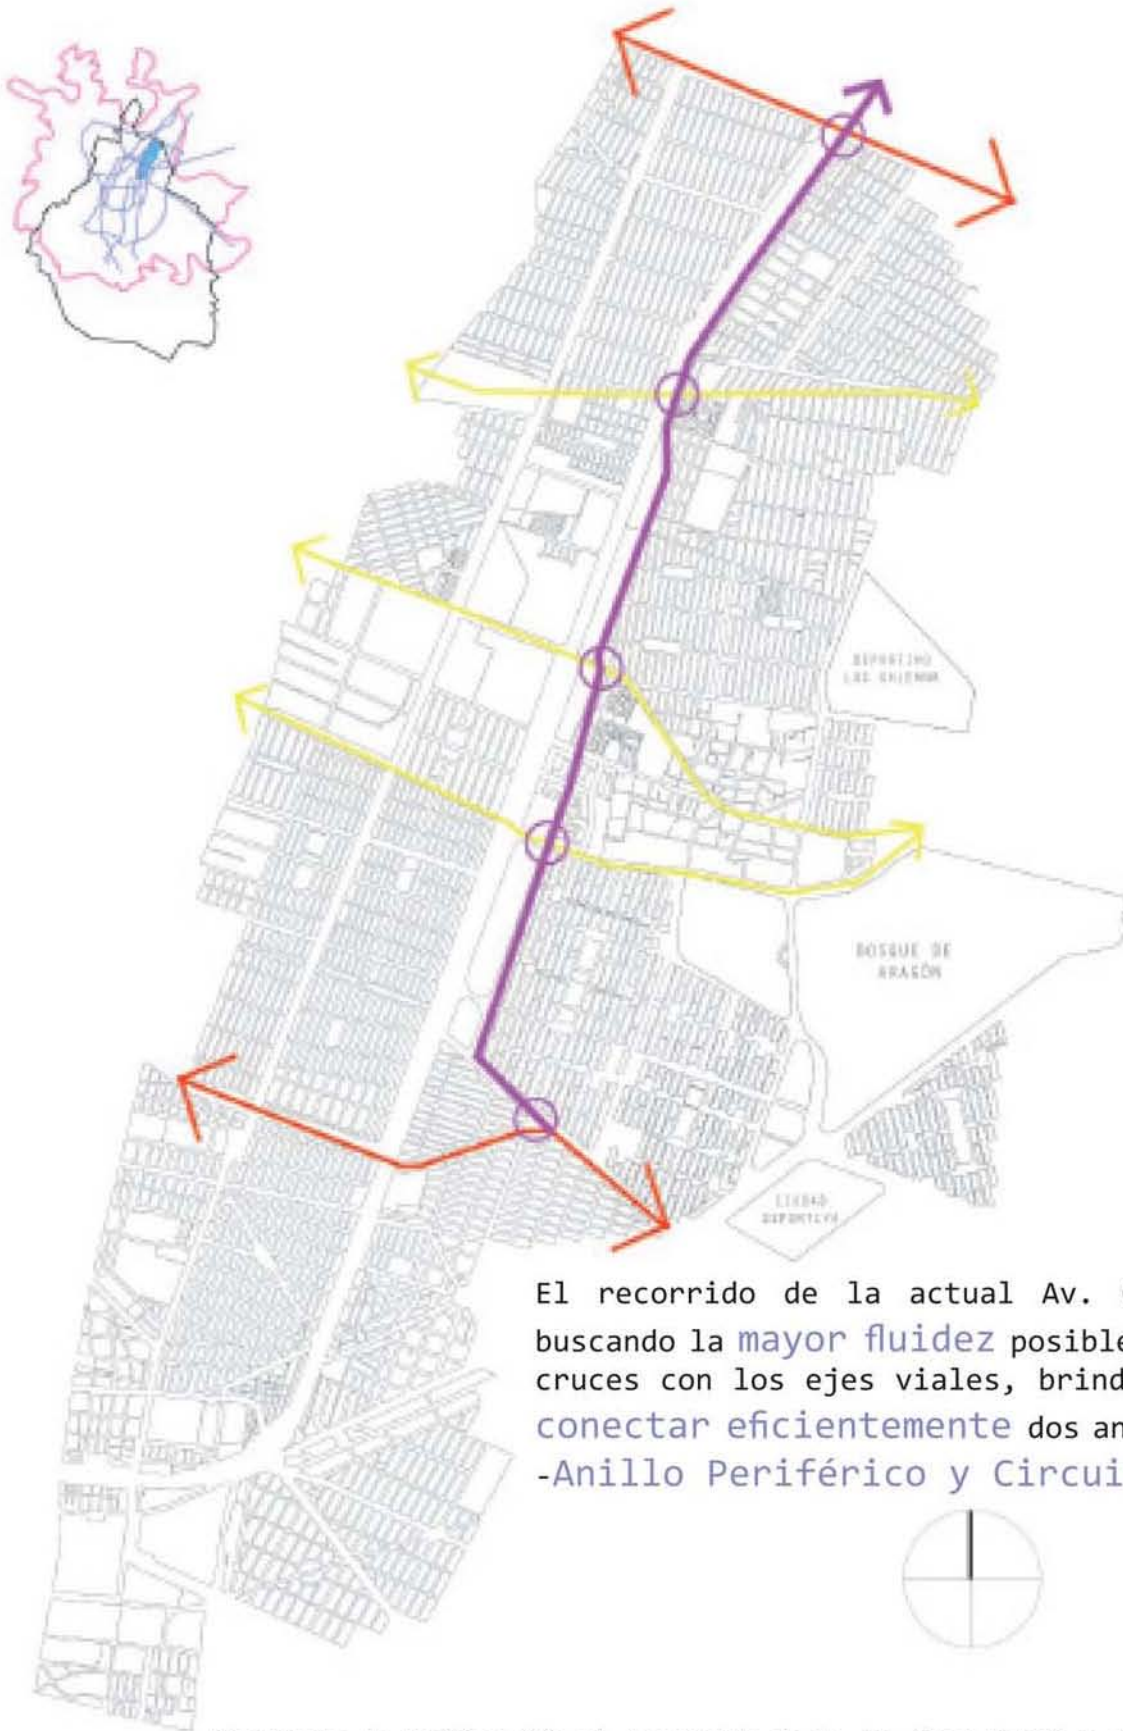 DEPORTIVO
LOS GALEANA
BOSQUE DE
ARAGÓN
CIUDAD
DEPORTIVA
El recorrido de la actual Av.
buscando la mayor fluidez posible
cruces con los ejes viales, brind
conectar eficientemente dos an
-Anillo Periférico y Circui